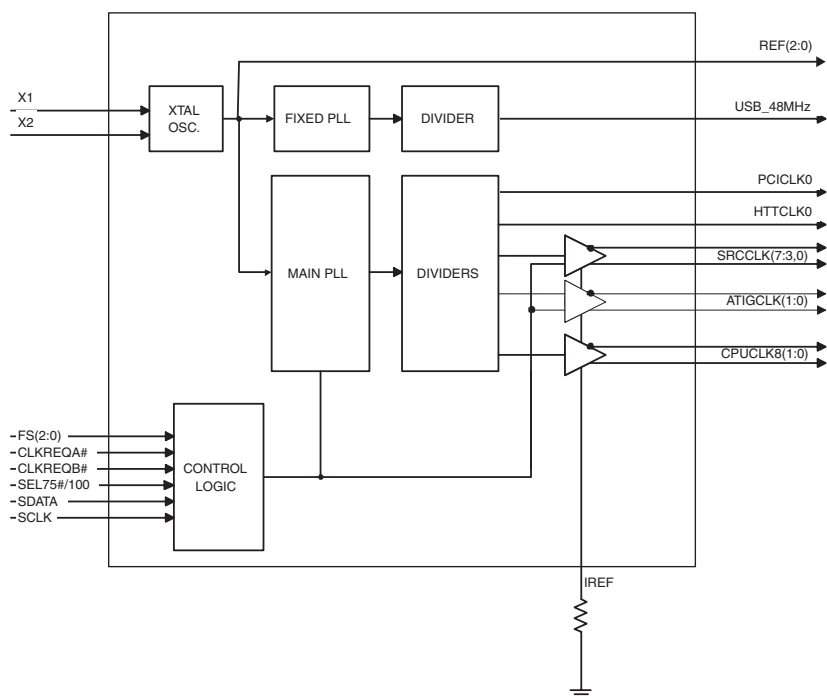 REF(2:0)
X1
X2
XTAL
OSC.
FIXED PLL
DIVIDER
USB_48MHz
PCICLK0
HTTCLK0
MAIN PLL
DIVIDERS
SRCCLK(7:3,0)
ATIGCLK(1:0)
CPUCLK8(1:0)
FS(2:0)
CLKREQA#
CLKREQB#
SEL75#/100
SDATA
SCLK
CONTROL
LOGIC
IREF